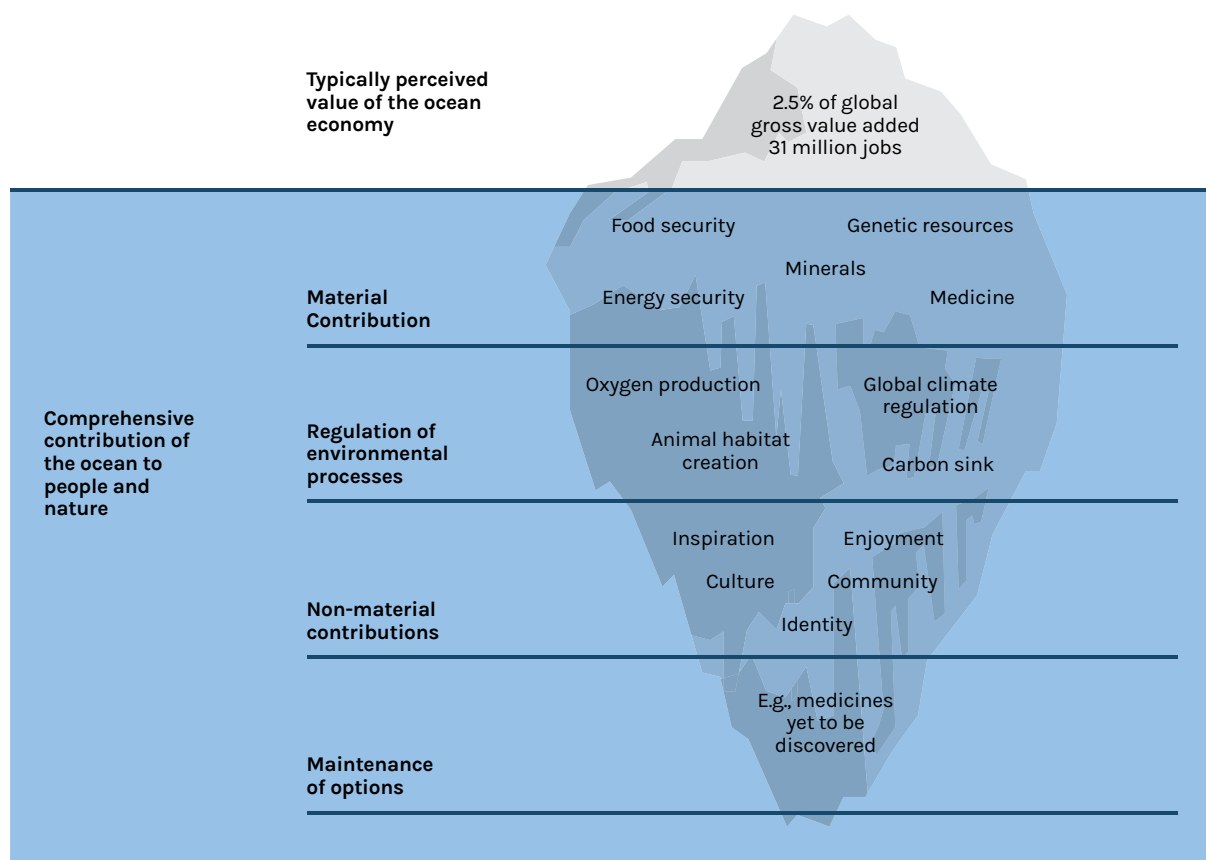 Typically perceived
value of the ocean
economy
2.5% of global
gross value added
31 million jobs
Comprehensive
contribution of
the ocean to
people and
nature
Material
Contribution
Food security
Genetic resources
Minerals
Energy security
Medicine
Regulation of
environmental
processes
Oxygen production
Global climate
regulation
Animal habitat
creation
Carbon sink
Non-material
contributions
Inspiration
Enjoyment
Culture
Community
Identity
Maintenance
of options
E.g., medicines
yet to be
discovered